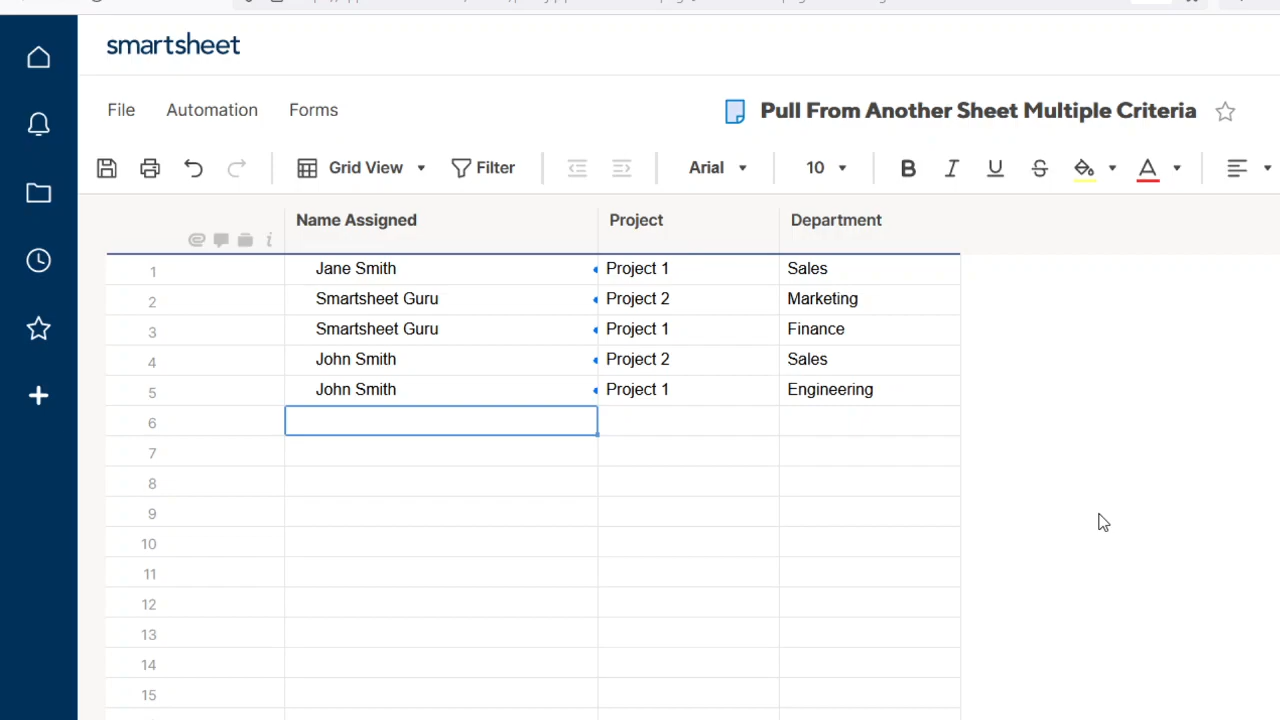 smartsheet
File Automation Forms
Pull From Another Sheet Multiple Criteria
Grid View Filter Arial 10 B I U S A
Name Assigned Project Department
1 Jane Smith Project 1 Sales
2 Smartsheet Guru Project 2 Marketing
3 Smartsheet Guru Project 1 Finance
4 John Smith Project 2 Sales
5 John Smith Project 1 Engineering
6
7
8
9
10
11
12
13
14
15